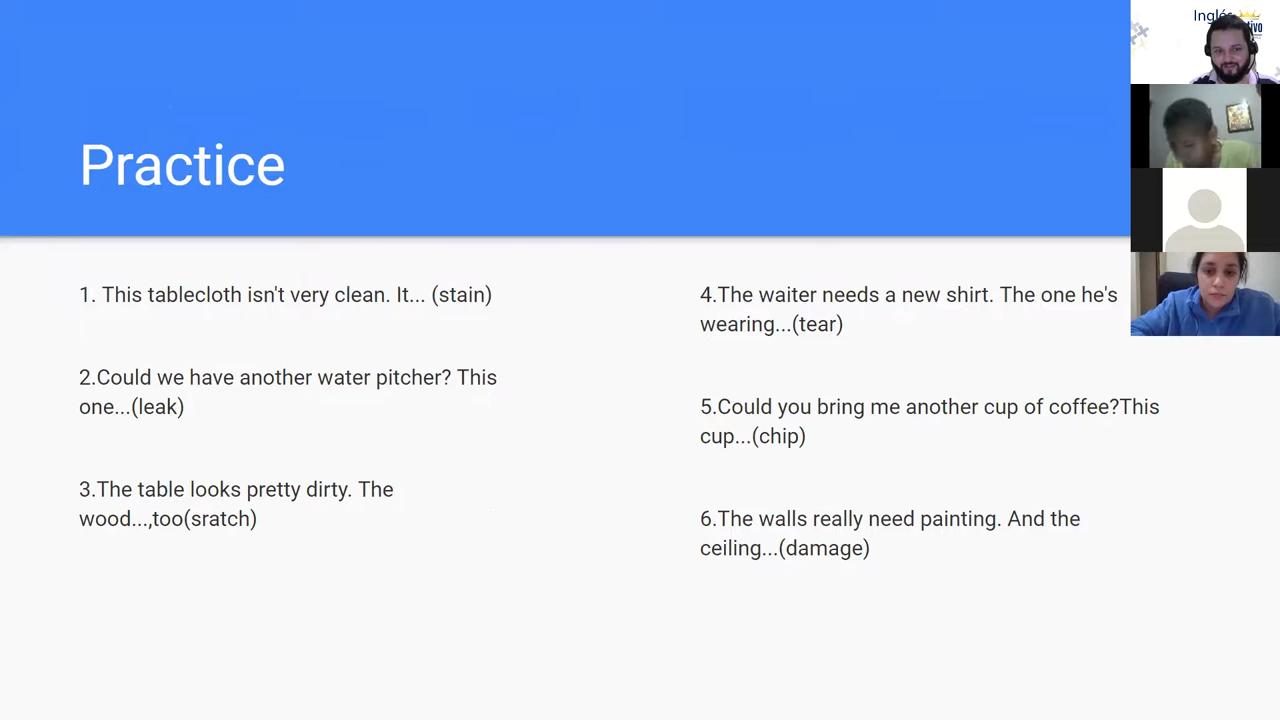 Practice
1. This tablecloth isn't very clean. It... (stain)
2.Could we have another water pitcher? This
one...(leak)
3.The table looks pretty dirty. The
wood...,too(sratch)
4.The waiter needs a new shirt. The one he's
wearing...(tear)
5.Could you bring me another cup of coffee?This
cup...(chip)
6.The walls really need painting. And the
ceiling...(damage)
Inglés